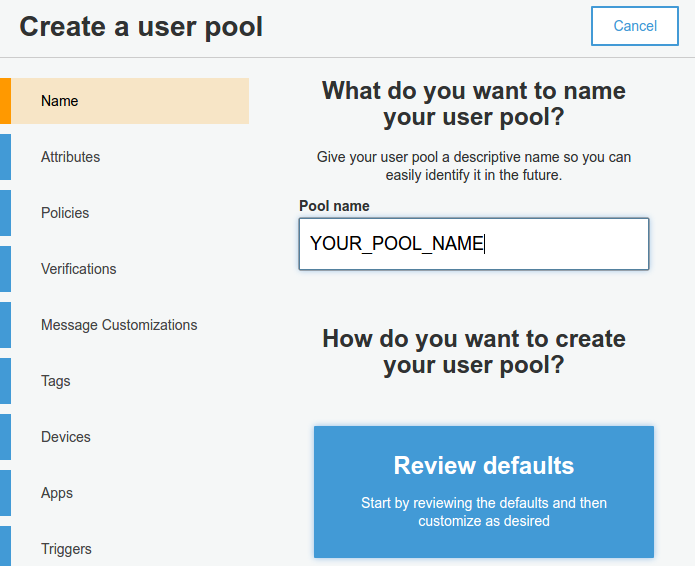 Create a user pool
Cancel
Name
Attributes
Policies
Verifications
Message Customizations
Tags
Devices
Apps
Triggers
What do you want to name
your user pool?
Give your user pool a descriptive name so you can
easily identify it in the future.
Pool name
YOUR_POOL_NAME
How do you want to create
your user pool?
Review defaults
Start by reviewing the defaults and then
customize as desired